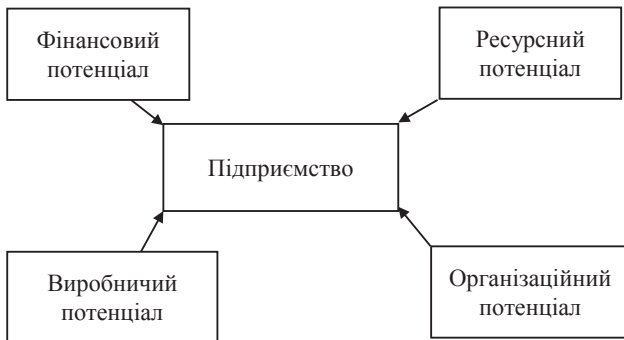 Фінансовий
потенціал
Ресурсний
потенціал
Підприємство
Виробничий
потенціал
Організаційний
потенціал